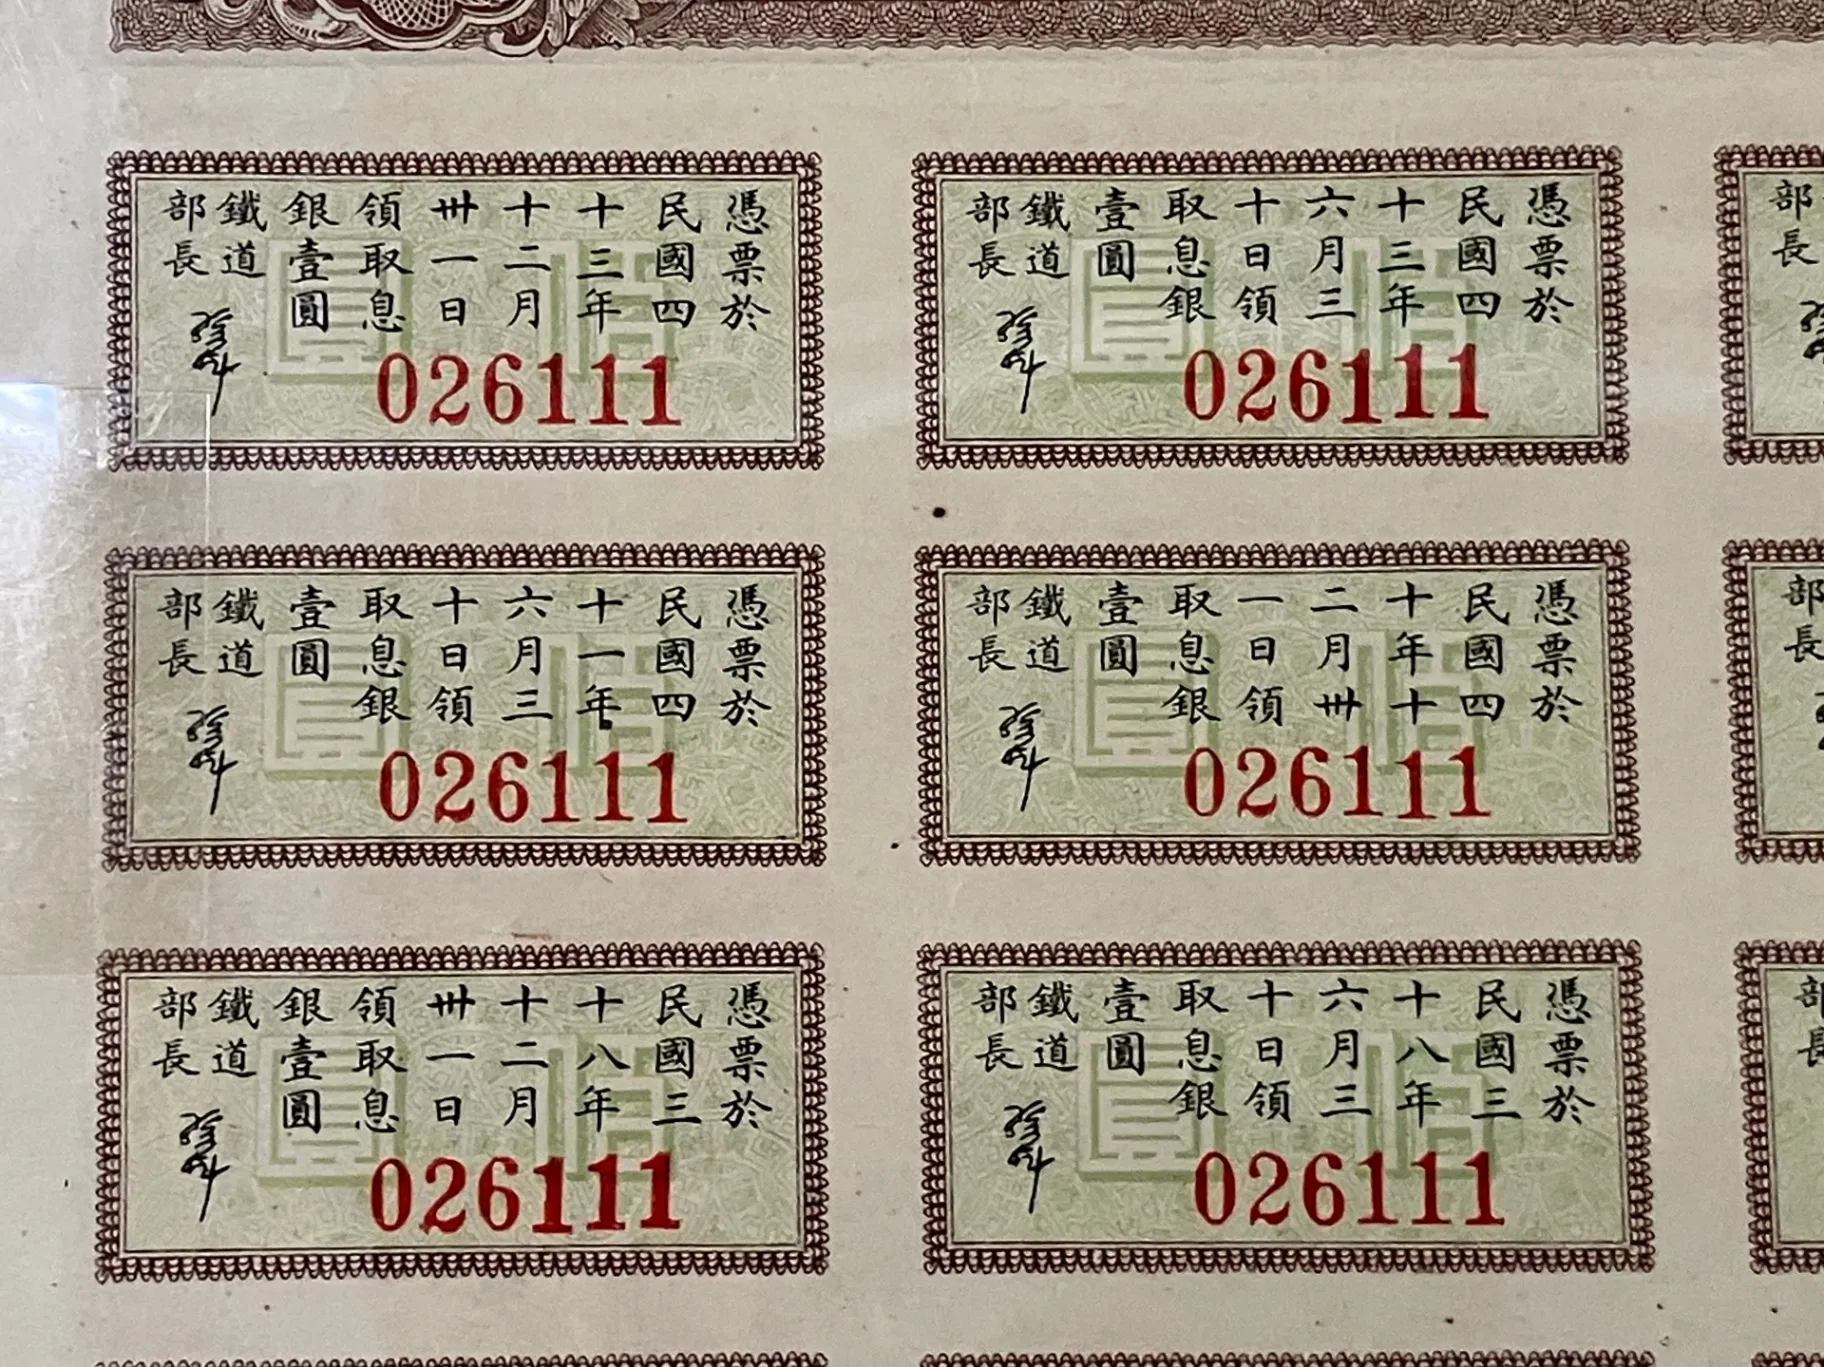 部長
憑票於
民國四
十三年
六月三
十日領
取息銀
壹圓
鐵道
部長
026111
憑票於
民國四
十三年
十二月
卅一日
領取息
銀壹圓
鐵道
部長
026111
部長
憑票於
民國四
十年十
二月卅
一日領
取息銀
壹圓
鐵道
部長
026111
憑票於
民國四
十一年
六月三
十日領
取息銀
壹圓
鐵道
部長
026111
部長
憑票於
民國三
十八年
六月三
十日領
取息銀
壹圓
鐵道
部長
026111
憑票於
民國三
十八年
十二月
卅一日
領取息
銀壹圓
鐵道
部長
026111